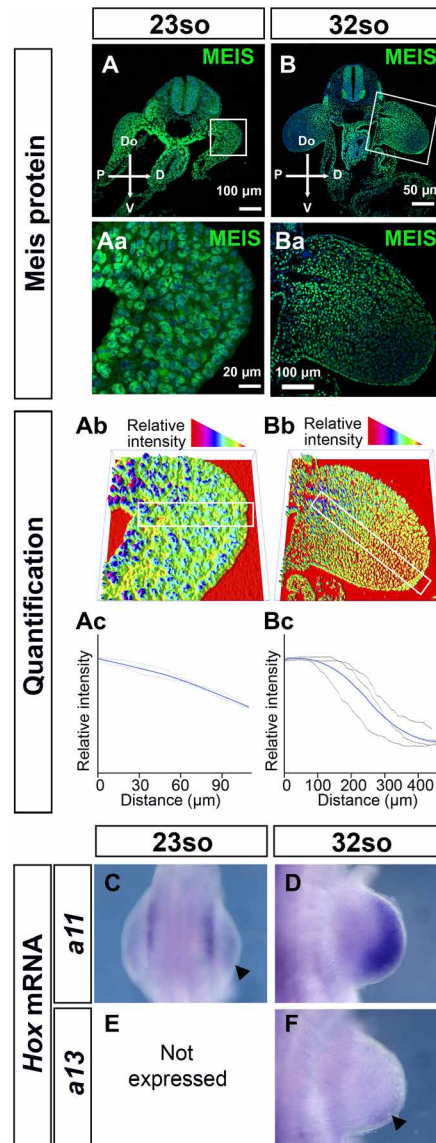 23so
32so
Meis protein
A
MEIS
Do
P
D
V
100 µm
B
MEIS
Do
P
D
V
50 µm
Aa
MEIS
20 µm
Ba
MEIS
100 µm
Quantification
Ab
Relative
intensity
Bb
Relative
intensity
Ac
Relative intensity
0
30
60
90
Distance (µm)
Bc
Relative intensity
0
100
200
300
400
Distance (µm)
23so
32so
Hox mRNA
a11
C
D
a13
E
Not
expressed
F